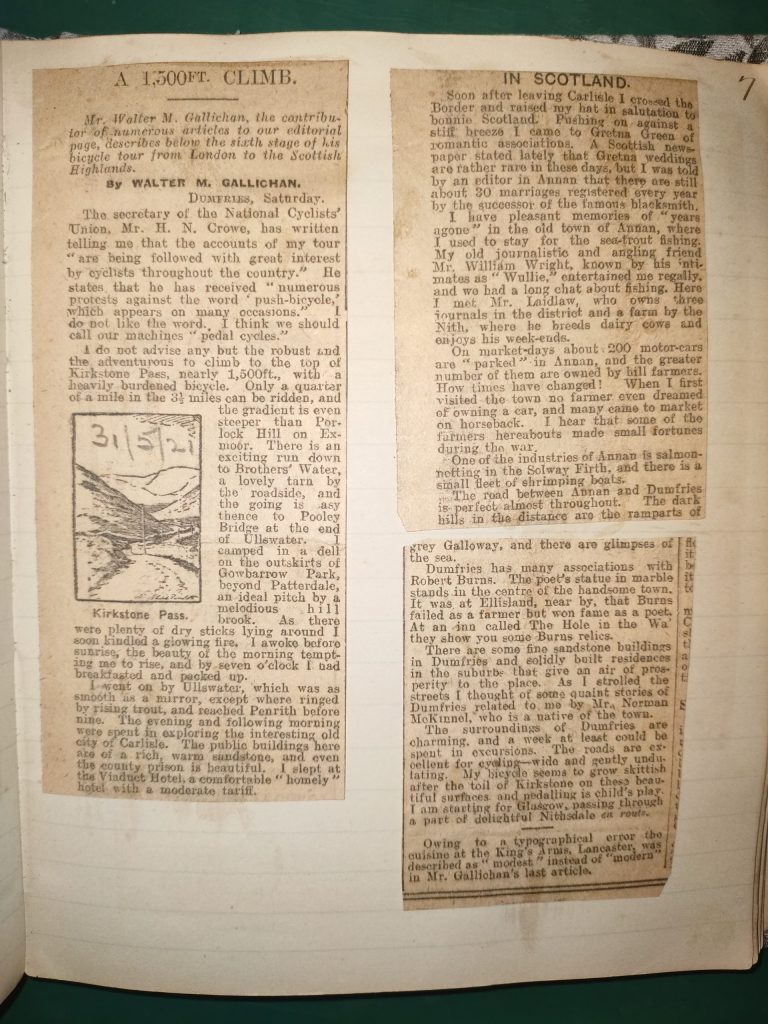 A 1,500FT. CLIMB.
Mr. Walter M. Gallichan, the contribu-
tor of numerous articles to our editorial
page, describes below the sixth stage of his
bicycle tour from London to the Scottish
Highlands.
By WALTER M. GALLICHAN.
DUMFRIES, Saturday.
The secretary of the National Cyclists'
Union, Mr. H. N. Crowe, has written
telling me that the accounts of my tour
"are being followed with great interest
by cyclists throughout the country." He
states that he has received "numerous
protests against the word 'push-bicycle,'
which appears on many occasions." I
do not like the word. I think we should
call our machines "pedal cycles."
I do not advise any but the robust and
the adventurous to climb to the top of
Kirkstone Pass, nearly 1,500ft., with a
heavily burdened bicycle. Only a quarter
of a mile in the 3½ miles can be ridden, and
the gradient is even
steeper than Por-
lock Hill on Ex-
moor. There is an
exciting run down
to Brothers' Water,
a lovely tarn by
the roadside, and
the going is asy
thence to Pooley
Bridge at the end
of Ullswater. I
camped in a dell
on the outskirts of
Gowbarrow Park,
beyond Patterdale,
an ideal pitch by a
melodious hill
brook. As there
31/5/21
Kirkstone Pass.
were plenty of dry sticks lying around I
soon kindled a glowing fire. I awoke before
sunrise, the beauty of the morning tempt-
ing me to rise, and by seven o'clock I had
breakfasted and packed up.
I went on by Ullswater, which was as
smooth as a mirror, except where ringed
by rising trout, and reached Penrith before
nine. The evening and following morning
were spent in exploring the interesting old
city of Carlisle. The public buildings here
are of a rich, warm sandstone, and even
the county prison is beautiful. I slept at
the Viaduct Hotel, a comfortable "homely"
hotel with a moderate tariff.
7
IN SCOTLAND.
Soon after leaving Carlisle I crossed the
Border and raised my hat in salutation to
bonnie Scotland. Pushing on against a
stiff breeze I came to Gretna Green of
romantic associations. A Scottish news-
paper stated lately that Gretna weddings
are rather rare in these days, but I was told
by an editor in Annan that there are still
about 30 marriages registered every year
by the successor of the famous blacksmith.
I have pleasant memories of "years
agone" in the old town of Annan, where
I used to stay for the sea-trout fishing.
My old journalistic and angling friend
Mr. William Wright, known by his inti-
mates as "Wullie," entertained me regally,
and we had a long chat about fishing. Here
I met Mr. Laidlaw, who owns three
journals in the district and a farm by the
Nith, where he breeds dairy cows and
enjoys his week-ends.
On market-days about 200 motor-cars
are "parked" in Annan, and the greater
number of them are owned by hill farmers.
How times have changed! When I first
visited the town no farmer even dreamed
of owning a car, and many came to market
on horseback. I hear that some of the
farmers hereabouts made small fortunes
during the war.
One of the industries of Annan is salmon-
netting in the Solway Firth, and there is a
small fleet of shrimping boats.
The road between Annan and Dumfries
is perfect almost throughout. The dark
hills in the distance are the ramparts of
grey Galloway, and there are glimpses of
the sea.
Dumfries has many associations with
Robert Burns. The poet's statue in marble
stands in the centre of the handsome town.
It was at Ellisland, near by, that Burns
failed as a farmer but won fame as a poet.
At an inn called The Hole in the Wa'
they show you some Burns relics.
There are some fine sandstone buildings
in Dumfries and solidly built residences
in the suburbs that give an air of pros-
perity to the place. As I strolled the
streets I thought of some quaint stories of
Dumfries related to me by Mr. Norman
McKinnel, who is a native of the town.
The surroundings of Dumfries are
charming, and a week at least could be
spent in excursions. The roads are ex-
cellent for cycling—wide and gently undu-
lating. My bicycle seems to grow skittish
after the toil of Kirkstone on these beau-
tiful surfaces, and pedalling is child's play.
I am starting for Glasgow, passing through
a part of delightful Nithsdale en route.
Owing to a typographical error the
cuisine at the King's Arms, Lancaster, was
described as "modest" instead of "modern"
in Mr. Gallichan's last article.